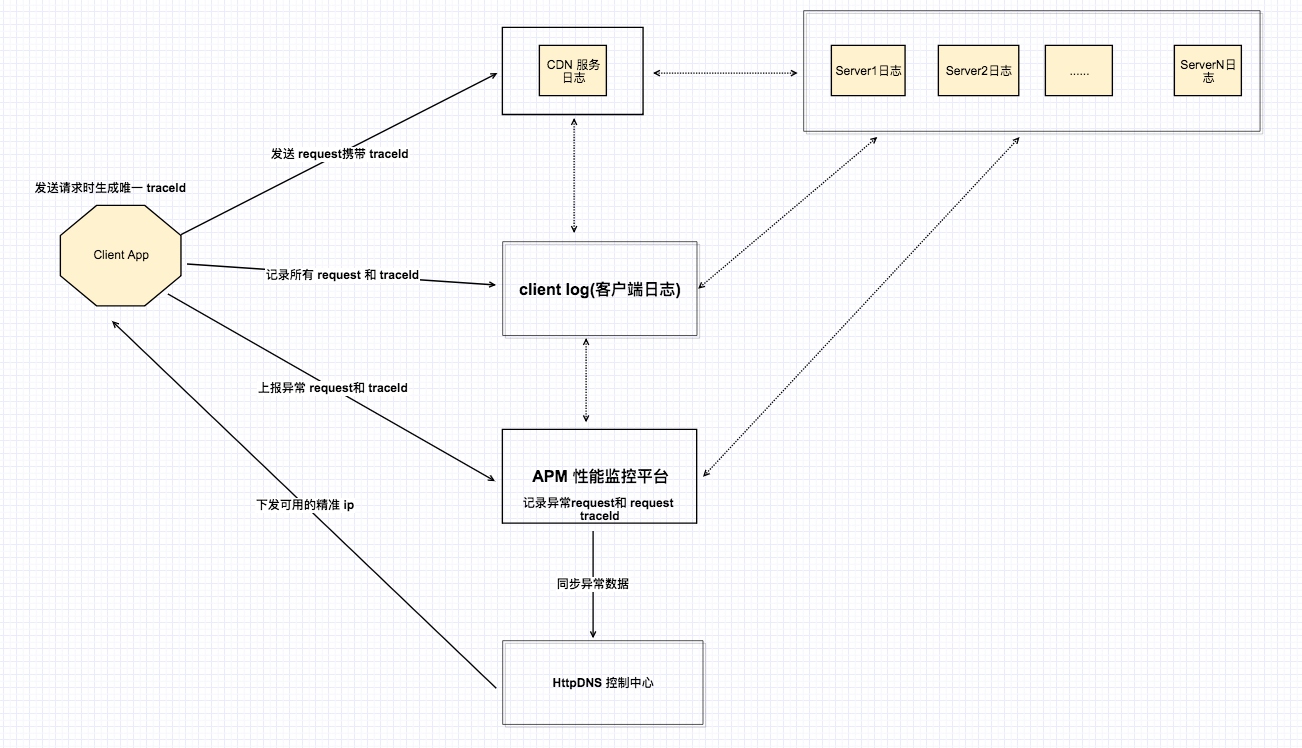 CDN 服务
日志
Server1日志
Server2日志
......
ServerN日
志
发送 request携带 traceId
发送请求时生成唯一 traceId
Client App
记录所有 request 和 traceId
client log(客户端日志)
上报异常 request和 traceId
APM 性能监控平台
记录异常request和 request
traceId
下发可用的精准 ip
同步异常数据
HttpDNS 控制中心